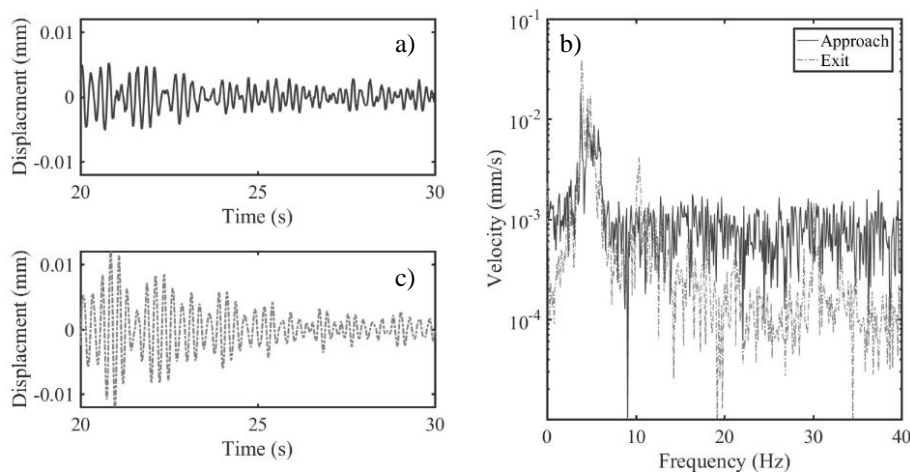 a)
Displacment (mm)
0.01
0
-0.01
20 25 30
Time (s)
c)
Displacment (mm)
0.01
0
-0.01
20 25 30
Time (s)
b)
Approach
Exit
Velocity (mm/s)
10^-1
10^-2
10^-3
10^-4
0 10 20 30 40
Frequency (Hz)